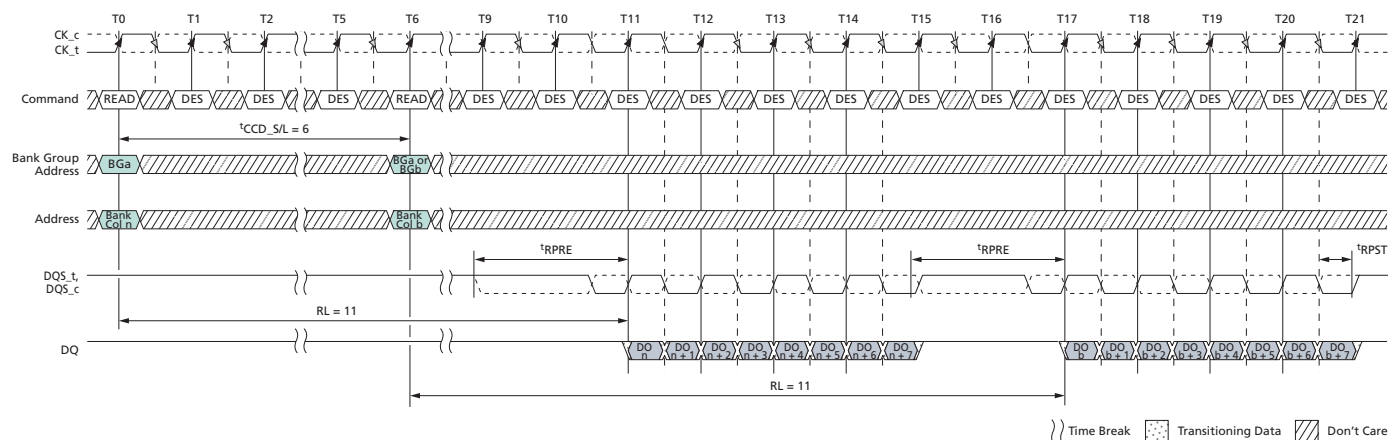 T0 T1 T2 T5 T6 T9 T10 T11 T12 T13 T14 T15 T16 T17 T18 T19 T20 T21
CK_c
CK_t
Command READ DES DES DES READ DES DES DES DES DES DES DES DES DES DES DES DES DES
tCCD_S/L = 6
Bank Group
Address
BGa
BGa or
BGb
Address
Bank
Col n
Bank
Col b
tRPRE tRPRE tRPST
DQS_t,
DQS_c
RL = 11
DQ
DO
n
DO
n + 1
DO
n + 2
DO
n + 3
DO
n + 4
DO
n + 5
DO
n + 6
DO
n + 7
DO
b
DO
b + 1
DO
b + 2
DO
b + 3
DO
b + 4
DO
b + 5
DO
b + 6
DO
b + 7
RL = 11
Time Break Transitioning Data Don't Care